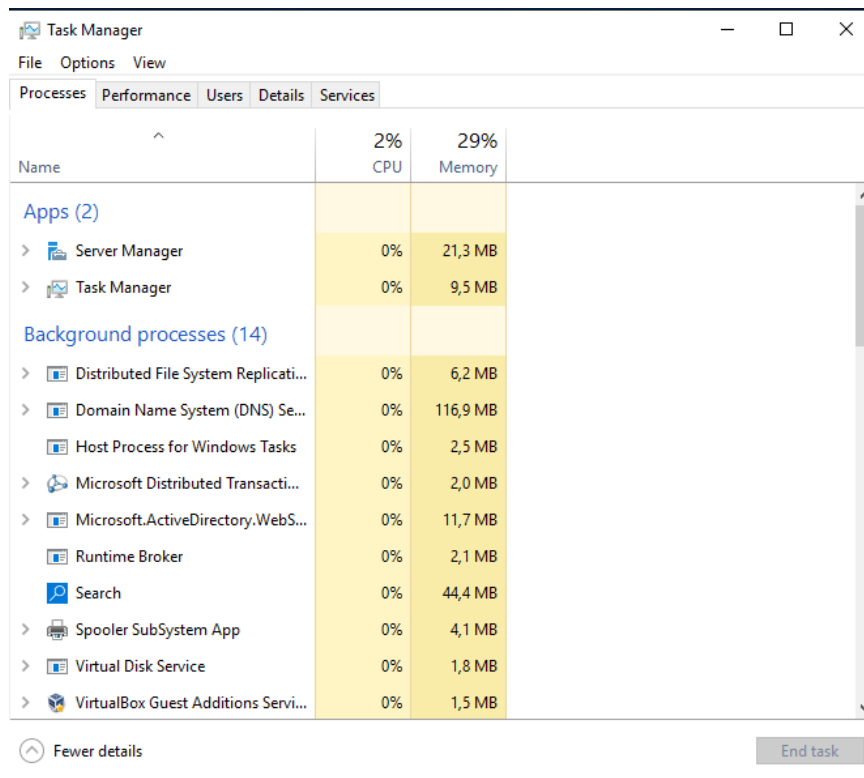 Task Manager
File Options View
Processes Performance Users Details Services
2% 29%
Name CPU Memory
Apps (2)
Server Manager 0% 21,3 MB
Task Manager 0% 9,5 MB
Background processes (14)
Distributed File System Replicati... 0% 6,2 MB
Domain Name System (DNS) Se... 0% 116,9 MB
Host Process for Windows Tasks 0% 2,5 MB
Microsoft Distributed Transacti... 0% 2,0 MB
Microsoft.ActiveDirectory.WebS... 0% 11,7 MB
Runtime Broker 0% 2,1 MB
Search 0% 44,4 MB
Spooler SubSystem App 0% 4,1 MB
Virtual Disk Service 0% 1,8 MB
VirtualBox Guest Additions Servi... 0% 1,5 MB
Fewer details End task